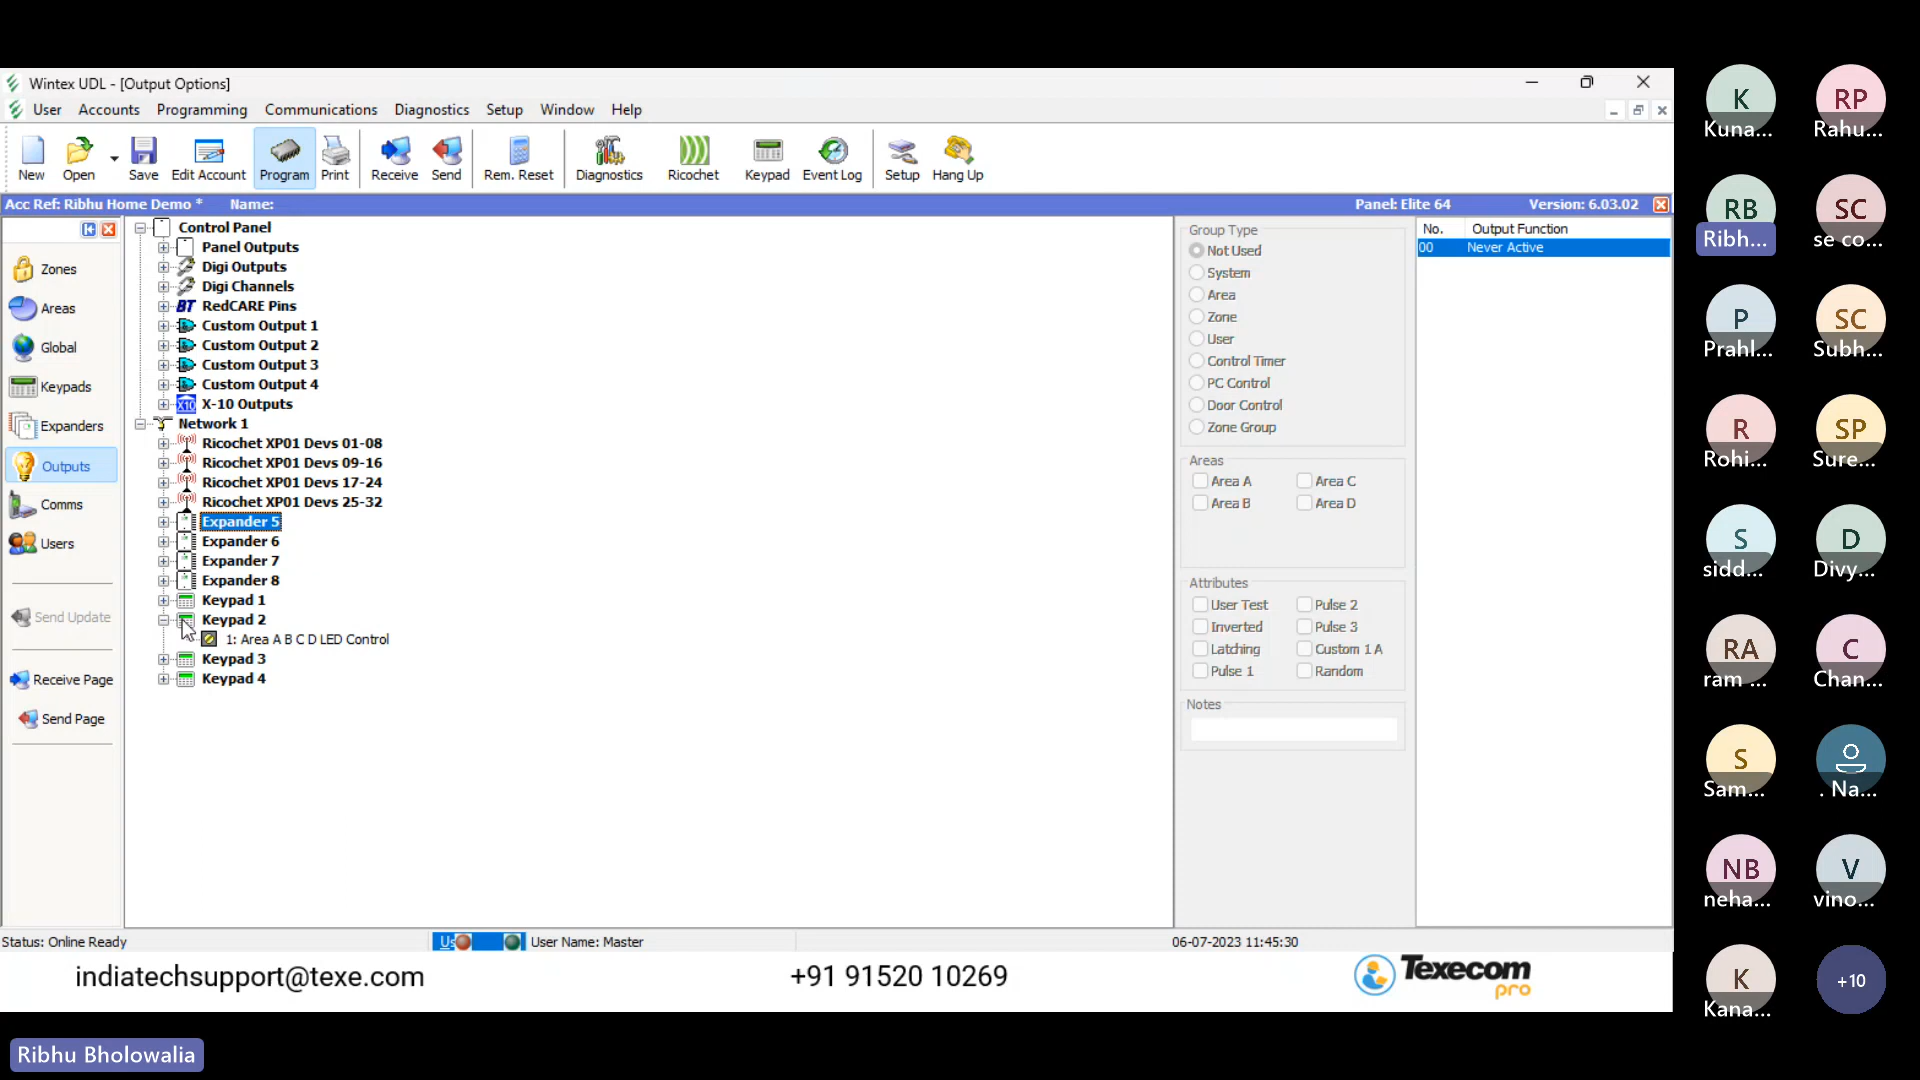 Wintex UDL - [Output Options]
User Accounts Programming Communications Diagnostics Setup Window Help
New Open Save Edit Account Program Print Receive Send Rem. Reset Diagnostics Ricochet Keypad Event Log Setup Hang Up
Acc Ref: Ribhu Home Demo * Name: Panel: Elite 64 Version: 6.03.02
Zones
Areas
Global
Keypads
Expanders
Outputs
Comms
Users
Send Update
Receive Page
Send Page
Control Panel
Panel Outputs
Digi Outputs
Digi Channels
BT RedCARE Pins
Custom Output 1
Custom Output 2
Custom Output 3
Custom Output 4
X10 X-10 Outputs
Network 1
Ricochet XP01 Devs 01-08
Ricochet XP01 Devs 09-16
Ricochet XP01 Devs 17-24
Ricochet XP01 Devs 25-32
Expander 5
Expander 6
Expander 7
Expander 8
Keypad 1
Keypad 2
1: Area A B C D LED Control
Keypad 3
Keypad 4
Group Type
Not Used
System
Area
Zone
User
Control Timer
PC Control
Door Control
Zone Group
Areas
Area A Area C
Area B Area D
Attributes
User Test Pulse 2
Inverted Pulse 3
Latching Custom 1 A
Pulse 1 Random
Notes
No. Output Function
00 Never Active
Status: Online Ready Us User Name: Master 06-07-2023 11:45:30
indiatechsupport@texe.com +91 91520 10269 Texecom
pro
Ribhu Bholowalia
K RP
Kuna... Rahu...
RB SC
Ribh... se co...
P SC
Prahl... Subh...
R SP
Rohi... Sure...
S D
sidd... Divy...
RA C
ram ... Chan...
S
Sam... . Na...
NB V
neha... vino...
K +10
Kana...